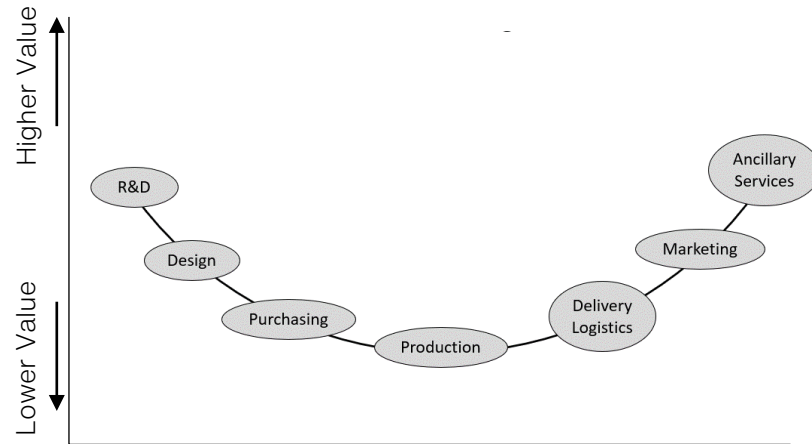 Higher Value
Lower Value
R&D
Design
Purchasing
Production
Delivery
Logistics
Marketing
Ancillary
Services